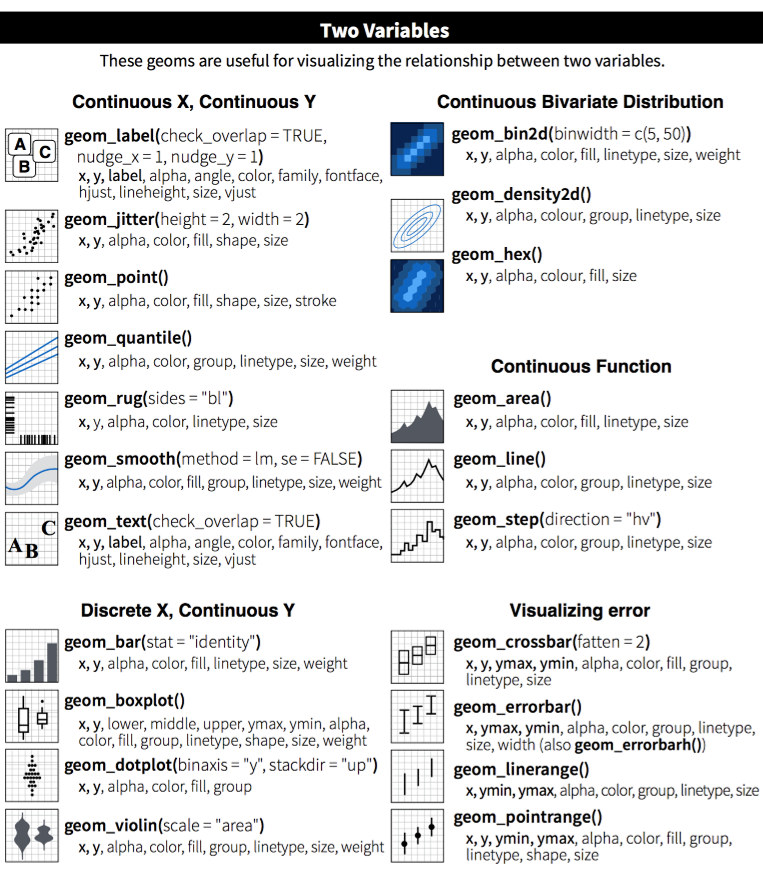 Two Variables
These geoms are useful for visualizing the relationship between two variables.
Continuous X, Continuous Y
A
C
B
geom_label(check_overlap = TRUE,
nudge_x = 1, nudge_y = 1)
x, y, label, alpha, angle, color, family, fontface,
hjust, lineheight, size, vjust
geom_jitter(height = 2, width = 2)
x, y, alpha, color, fill, shape, size
geom_point()
x, y, alpha, color, fill, shape, size, stroke
geom_quantile()
x, y, alpha, color, group, linetype, size, weight
geom_rug(sides = "bl")
x, y, alpha, color, linetype, size
geom_smooth(method = lm, se = FALSE)
x, y, alpha, color, fill, group, linetype, size, weight
C
A B
geom_text(check_overlap = TRUE)
x, y, label, alpha, angle, color, family, fontface,
hjust, lineheight, size, vjust
Discrete X, Continuous Y
geom_bar(stat = "identity")
x, y, alpha, color, fill, linetype, size, weight
geom_boxplot()
x, y, lower, middle, upper, ymax, ymin, alpha,
color, fill, group, linetype, shape, size, weight
geom_dotplot(binaxis = "y", stackdir = "up")
x, y, alpha, color, fill, group
geom_violin(scale = "area")
x, y, alpha, color, fill, group, linetype, size, weight
Continuous Bivariate Distribution
geom_bin2d(binwidth = c(5, 50))
x, y, alpha, color, fill, linetype, size, weight
geom_density2d()
x, y, alpha, colour, group, linetype, size
geom_hex()
x, y, alpha, colour, fill, size
Continuous Function
geom_area()
x, y, alpha, color, fill, linetype, size
geom_line()
x, y, alpha, color, group, linetype, size
geom_step(direction = "hv")
x, y, alpha, color, group, linetype, size
Visualizing error
geom_crossbar(fatten = 2)
x, y, ymax, ymin, alpha, color, fill, group,
linetype, size
geom_errorbar()
x, ymax, ymin, alpha, color, group, linetype,
size, width (also geom_errorbarh())
geom_linerange()
x, ymin, ymax, alpha, color, group, linetype, size
geom_pointrange()
x, y, ymin, ymax, alpha, color, fill, group,
linetype, shape, size